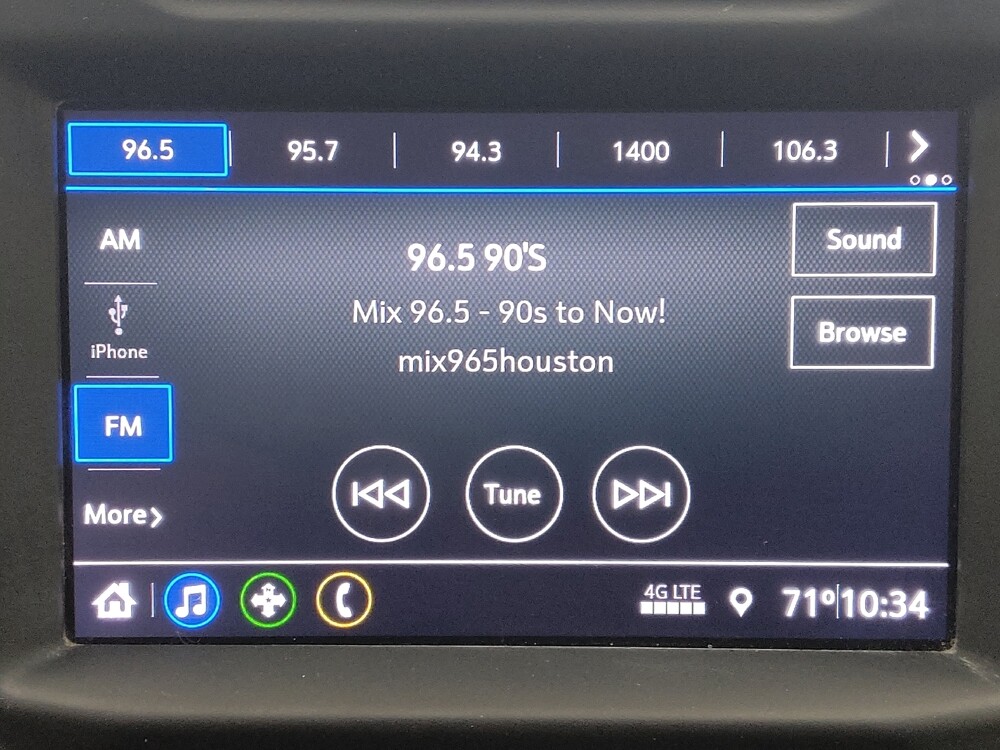 96.5 95.7 94.3 1400 106.3
AM
iPhone
FM
More
96.5 90'S
Mix 96.5 - 90s to Now!
mix965houston
Sound
Browse
Tune
4G LTE
71° 10:34